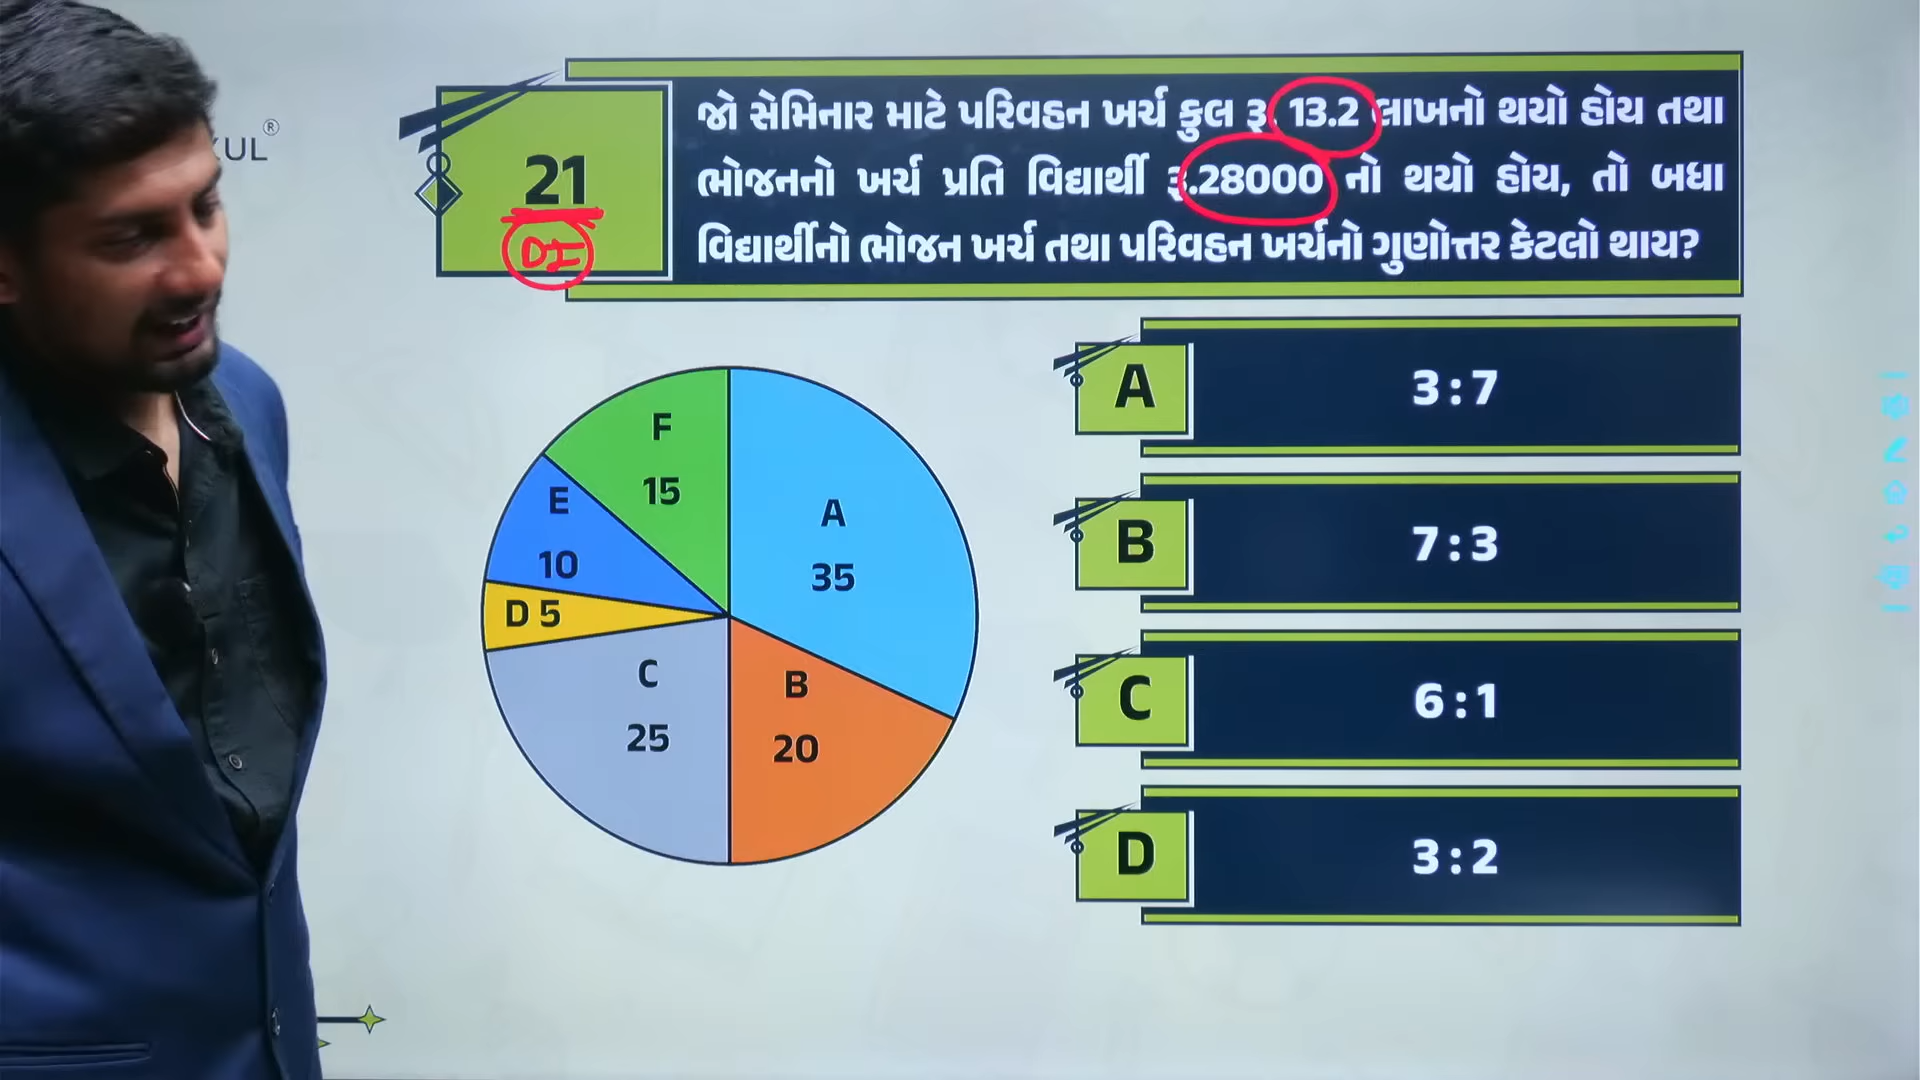 KUL®
21
DI
જો સેમિનાર માટે પરિવહન ખર્ચ કુલ રૂ. 13.2 લાખનો થયો હોય તથા
ભોજનનો ખર્ચ પ્રતિ વિદ્યાર્થી રૂ.28000 નો થયો હોય, તો બધા
વિદ્યાર્થીનો ભોજન ખર્ચ તથા પરિવહન ખર્ચનો ગુણોત્તર કેટલો થાય?
F
15
E
10
D 5
A
35
C
25
B
20
A
3:7
B
7:3
C
6:1
D
3:2